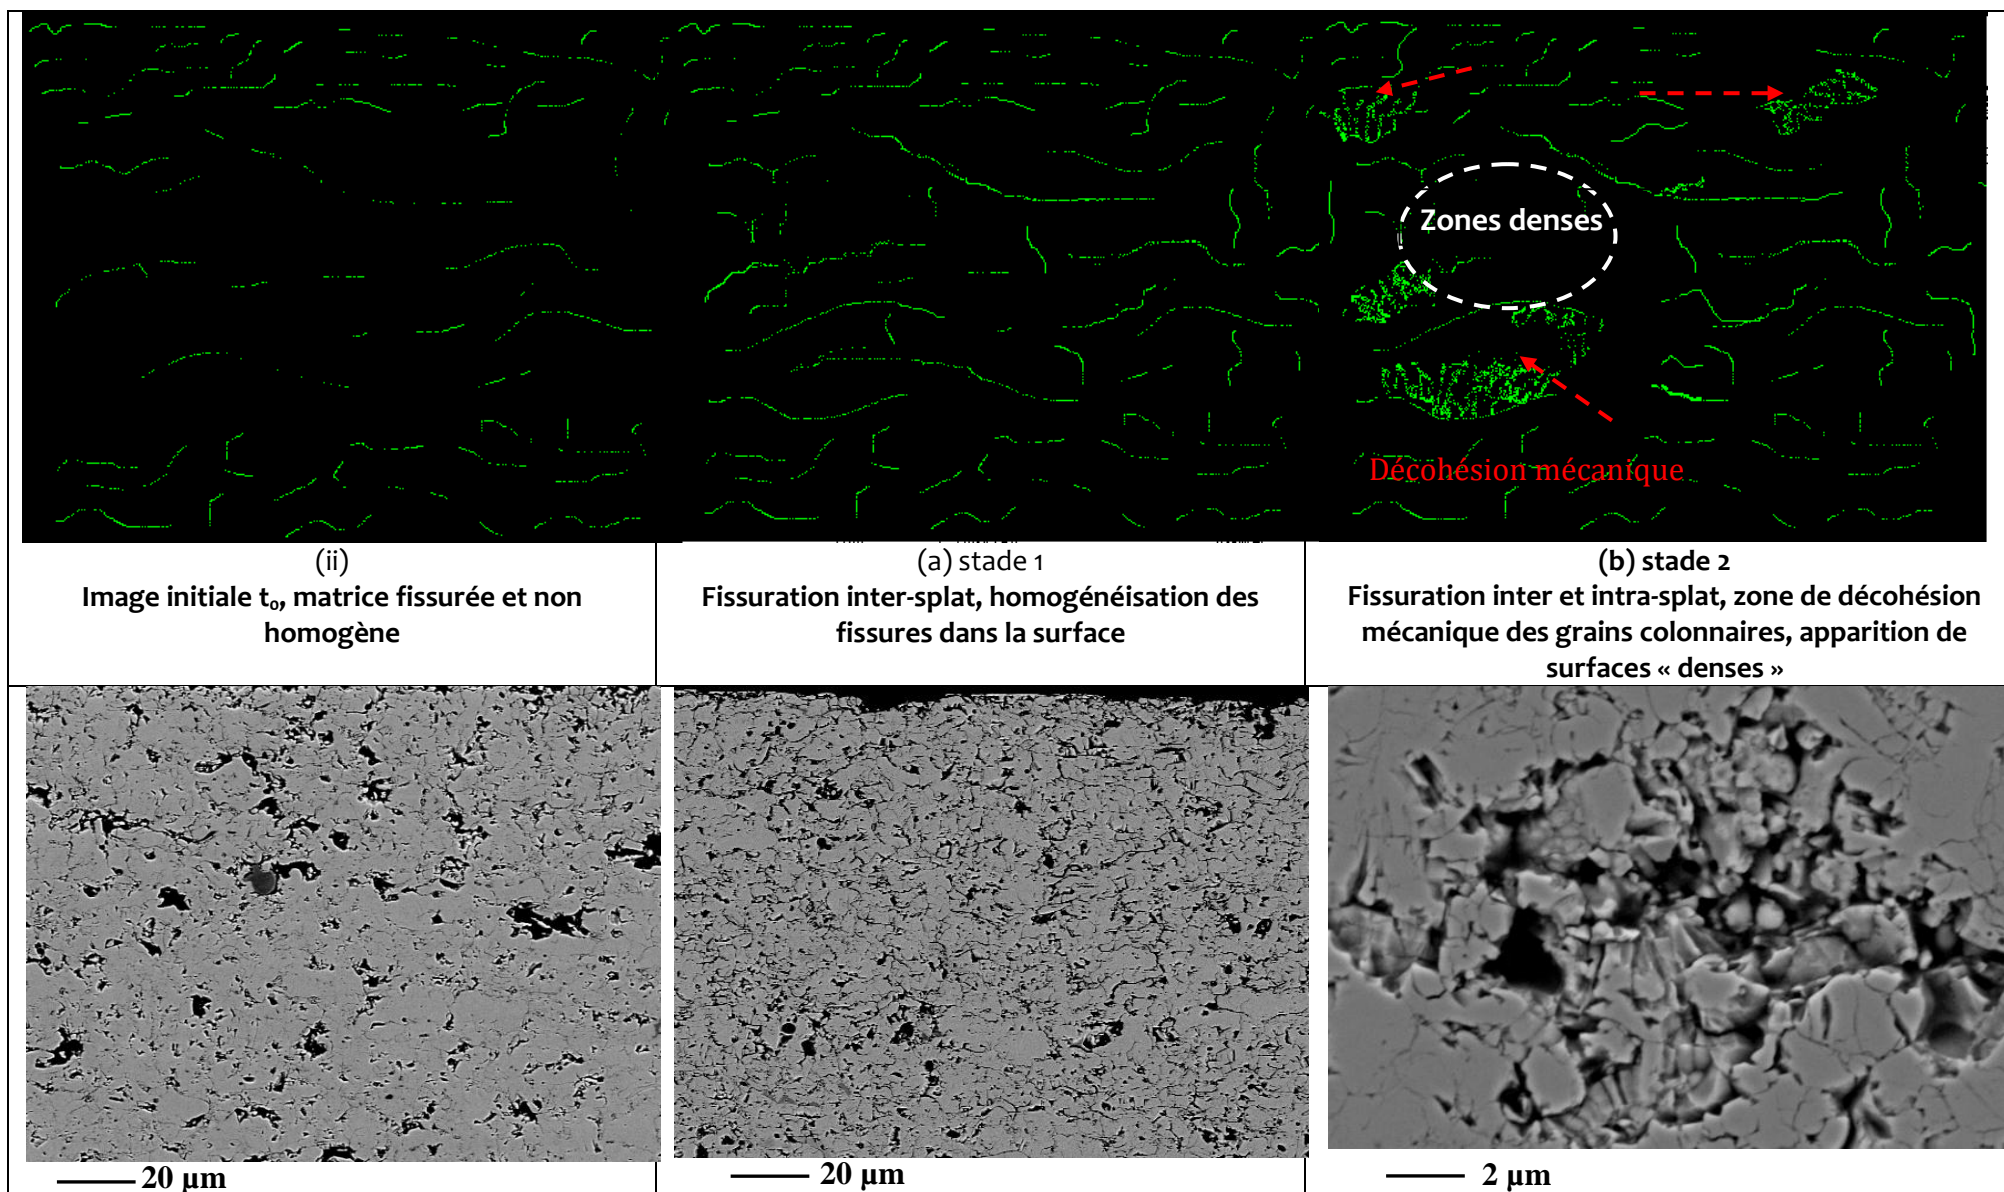 Zones denses
Décohésion mécanique
(ii)
Image initiale t₀, matrice fissurée et non
homogène
(a) stade 1
Fissuration inter-splat, homogénéisation des
fissures dans la surface
(b) stade 2
Fissuration inter et intra-splat, zone de décohésion
mécanique des grains colonnaires, apparition de
surfaces « denses »
20 µm
20 µm
2 µm